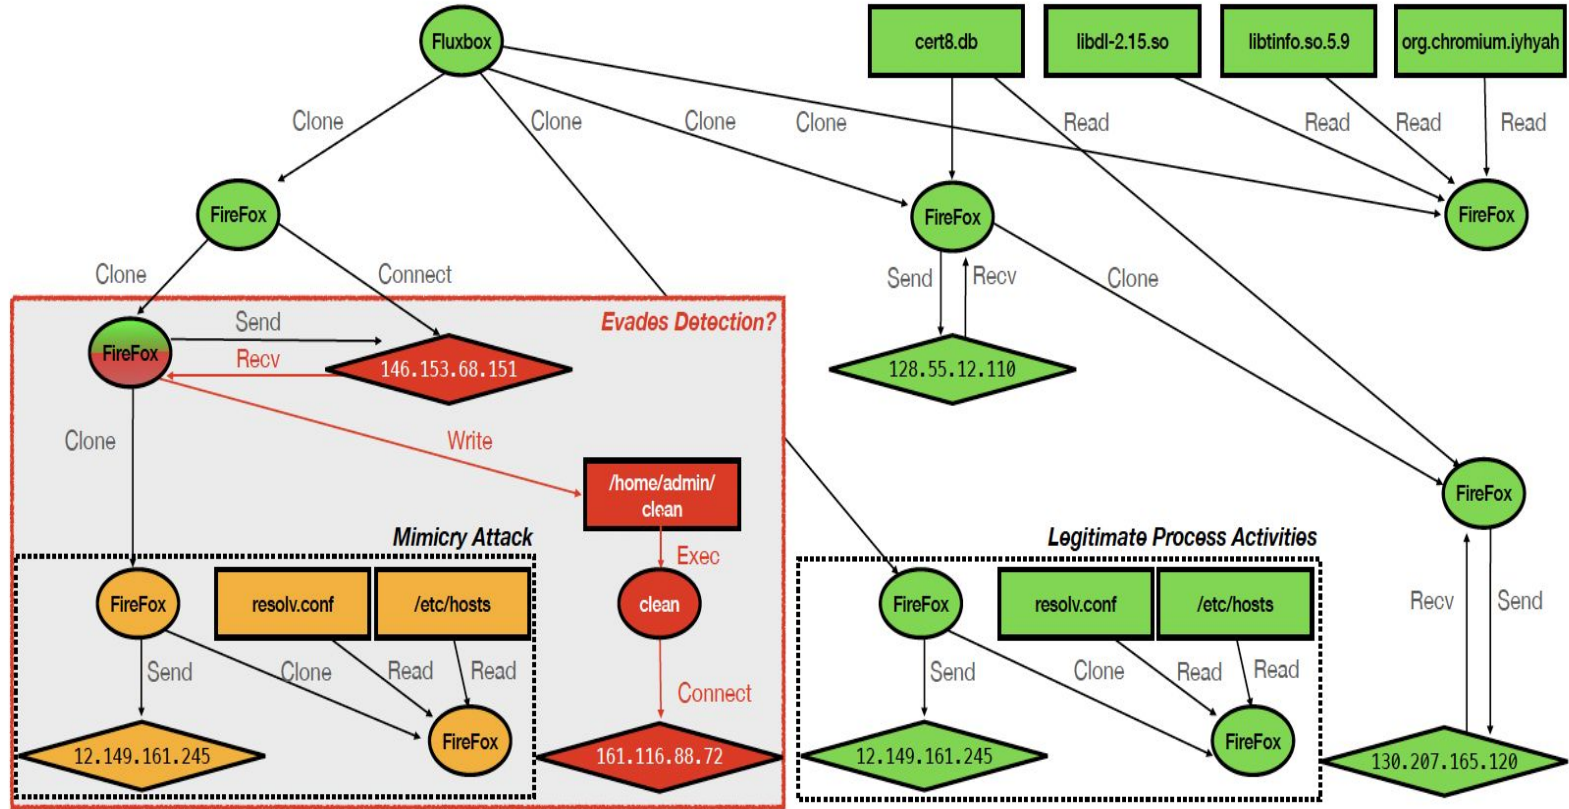 Fluxbox
cert8.db
libdl-2.15.so
libtinfo.so.5.9
org.chromium.iyhyah
Clone
Clone
Clone
Clone
Read
Read
Read
Read
FireFox
FireFox
FireFox
Clone
Connect
Send
Recv
Clone
Evades Detection?
FireFox
Send
Recv
146.153.68.151
128.55.12.110
Clone
Write
/home/admin/
clean
FireFox
Mimicry Attack
Exec
Legitimate Process Activities
FireFox
resolv.conf
/etc/hosts
clean
FireFox
resolv.conf
/etc/hosts
Recv
Send
Send
Clone
Read
Read
Connect
Send
Clone
Read
Read
FireFox
FireFox
12.149.161.245
161.116.88.72
12.149.161.245
130.207.165.120